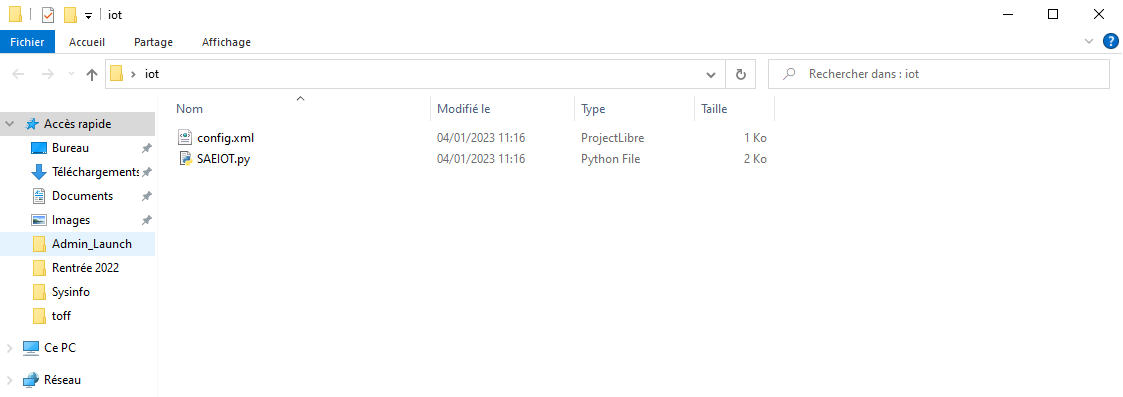 iot
Fichier Accueil Partage Affichage
iot Rechercher dans : iot
Nom Modifié le Type Taille
Accès rapide
config.xml 04/01/2023 11:16 ProjectLibre 1 Ko
Bureau
SAEIOT.py 04/01/2023 11:16 Python File 2 Ko
Téléchargements
Documents
Images
Admin_Launch
Rentrée 2022
Sysinfo
toff
Ce PC
Réseau